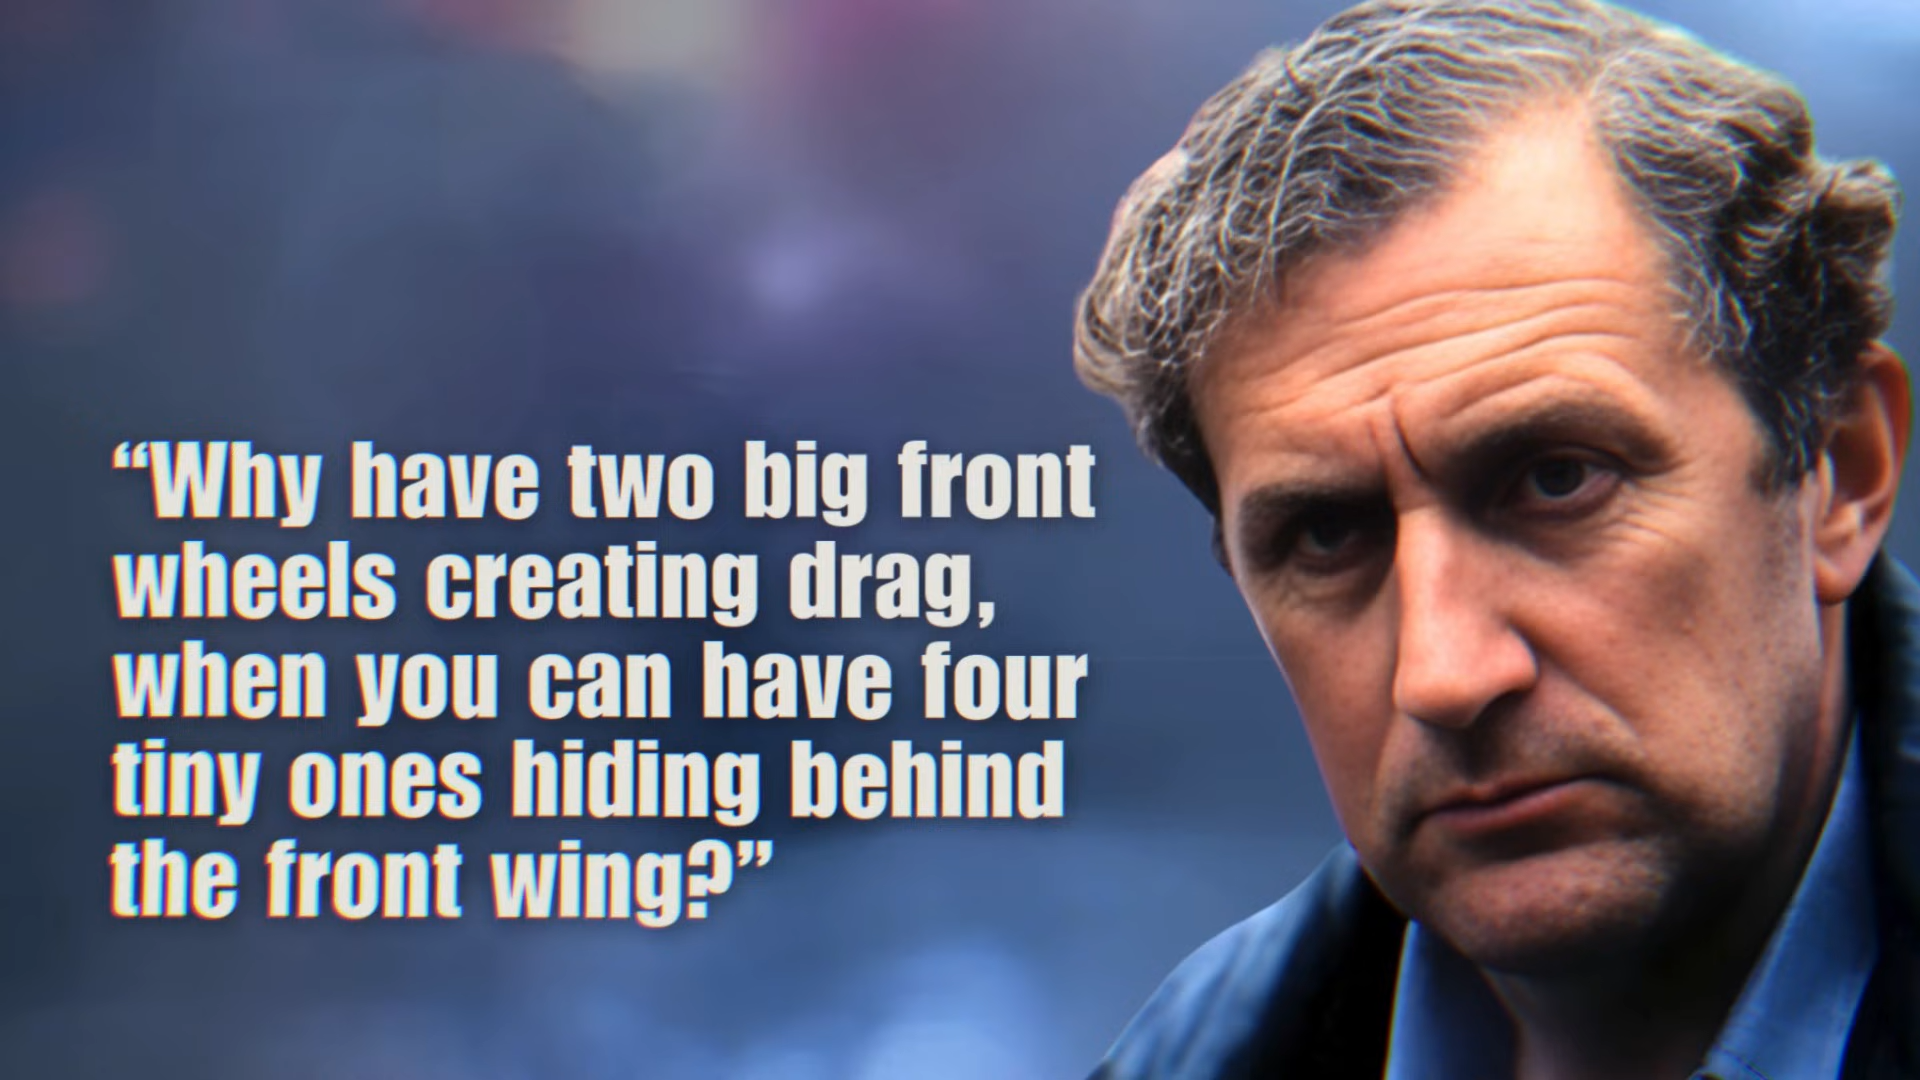 “Why have two big front
wheels creating drag,
when you can have four
tiny ones hiding behind
the front wing?”